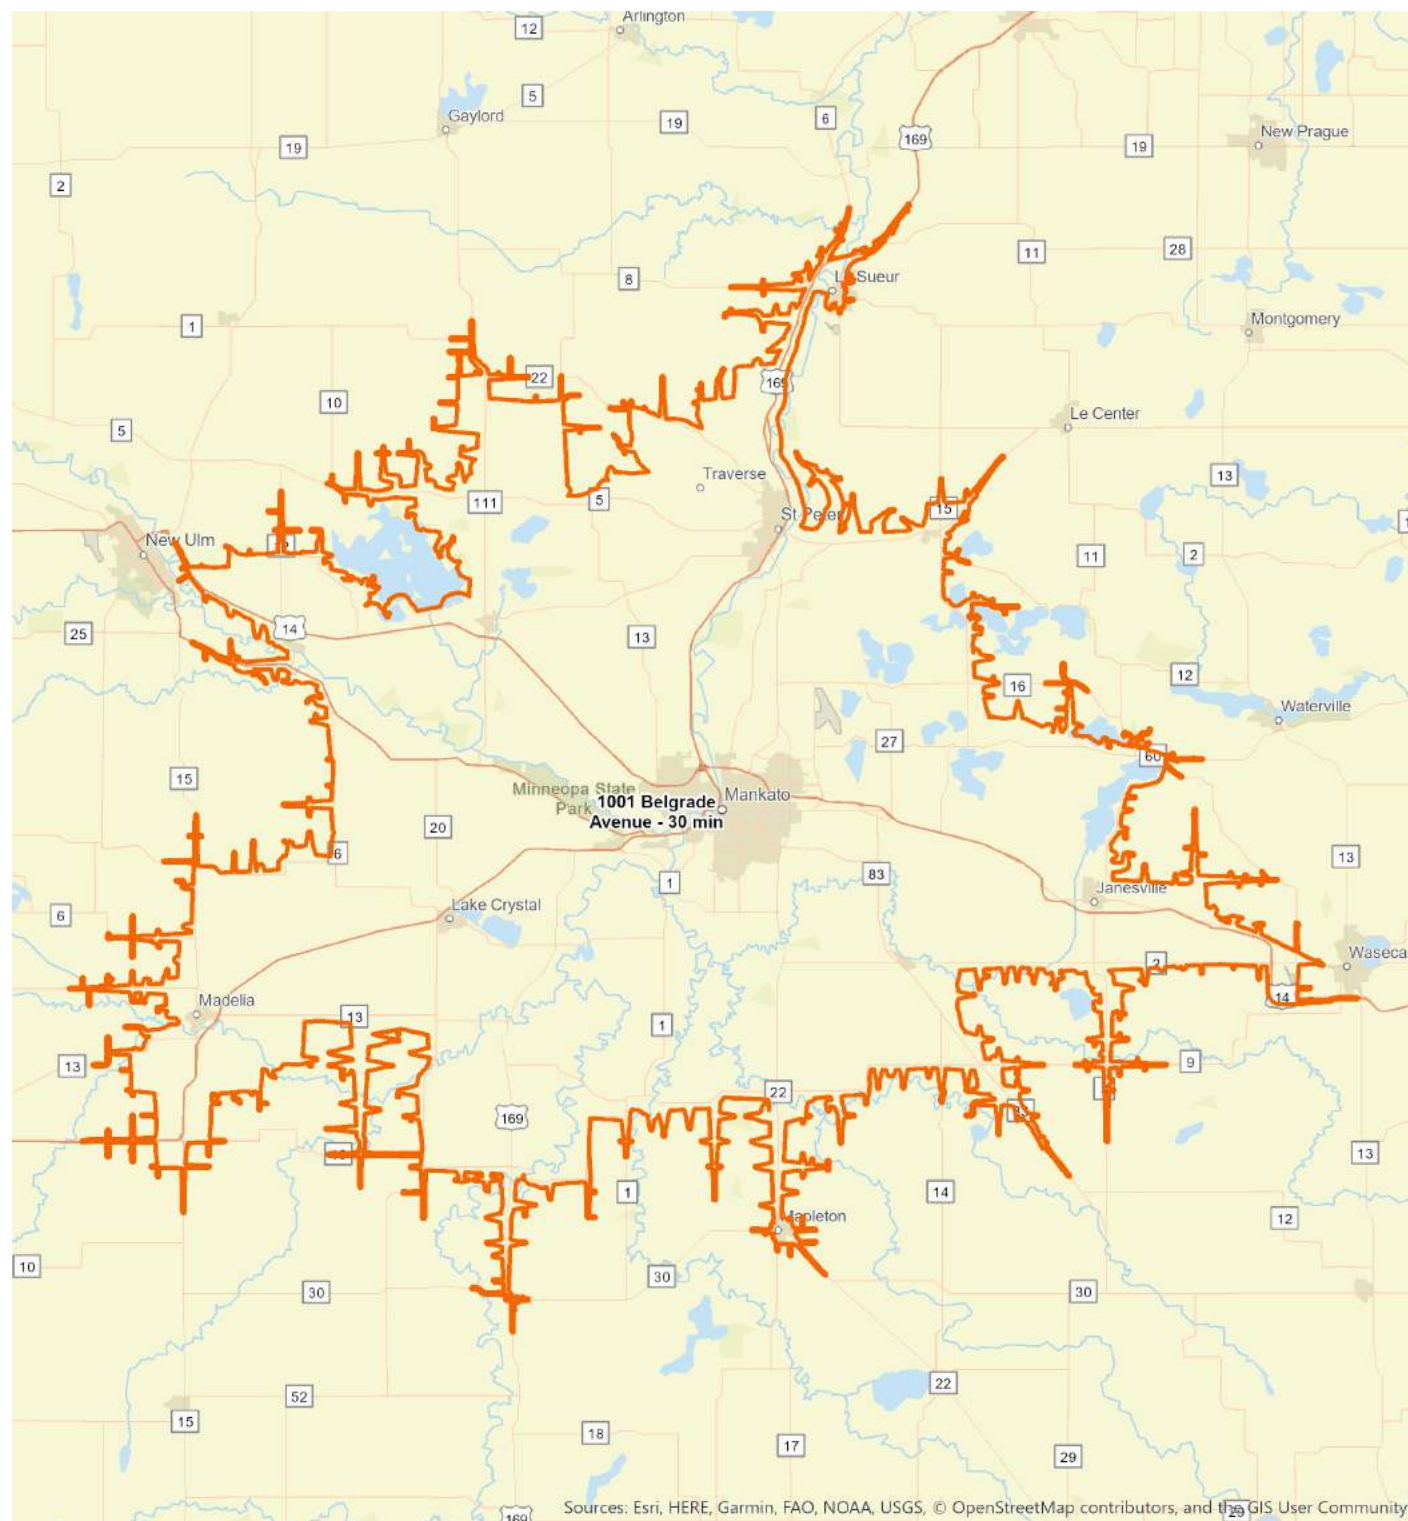 Arlington
12
5
Gaylord
6
19
169
19
New Prague
19
2
11
28
8
Le Sueur
1
Montgomery
22
169
10
Le Center
5
Traverse
13
111
5
15
St Peter
New Ulm
11
2
14
25
13
16
12
Waterville
27
60
15
Minneopa State
Park
1001 Belgrade
Avenue - 30 min
Mankato
20
6
13
1
83
Janesville
6
Lake Crystal
Waseca
2
14
Madelia
13
1
13
9
22
169
13
1
14
12
Mapleton
10
30
30
30
22
52
15
18
17
29
169
29
Sources: Esri, HERE, Garmin, FAO, NOAA, USGS, © OpenStreetMap contributors, and the GIS User Community